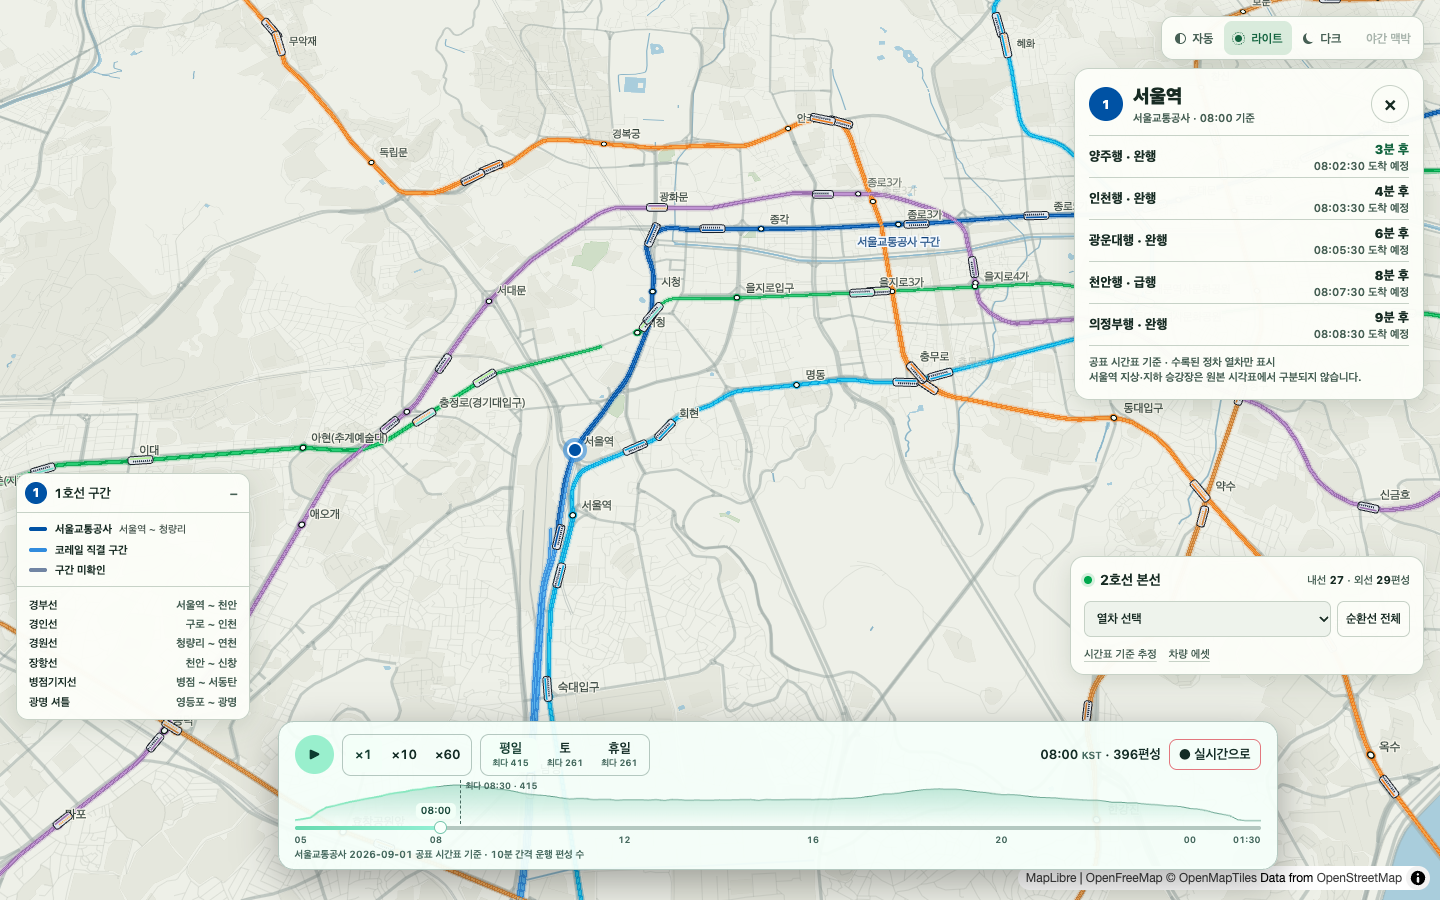 무악재
혜화
자동
라이트
다크
야간 맥박
1
서울역
서울교통공사 · 08:00 기준
×
양주행 · 완행
3분 후
08:02:30 도착 예정
인천행 · 완행
4분 후
08:03:30 도착 예정
광운대행 · 완행
6분 후
08:05:30 도착 예정
천안행 · 급행
8분 후
08:07:30 도착 예정
의정부행 · 완행
9분 후
08:08:30 도착 예정
공표 시간표 기준 · 수록된 정차 열차만 표시
서울역 지상·지하 승강장은 원본 시각표에서 구분되지 않습니다.
경복궁
독립문
광화문
종로3가
종각
종로3가
서울교통공사 구간
시청
을지로입구
을지로3가
을지로4가
서대문
시청
충무로
명동
회현
충정로(경기대입구)
아현(추계예술대)
이대
서울역
서울역
동대입구
약수
신금호
애오개
숙대입구
옥수
마포
1
1호선 구간
–
서울교통공사 서울역 ~ 청량리
코레일 직결 구간
구간 미확인
경부선 서울역 ~ 천안
경인선 구로 ~ 인천
경원선 청량리 ~ 연천
장항선 천안 ~ 신창
병점기지선 병점 ~ 서동탄
광명 셔틀 영등포 ~ 광명
2호선 본선
내선 27 · 외선 29편성
열차 선택
순환선 전체
시간표 기준 추정
차량 에셋
×1 ×10 ×60
평일 토 휴일
최다 415 최다 261 최다 261
08:00 KST · 396편성
실시간으로
최다 08:30 · 415
08:00
05 08 12 16 20 00 01:30
서울교통공사 2026-09-01 공표 시간표 기준 · 10분 간격 운행 편성 수
MapLibre | OpenFreeMap © OpenMapTiles Data from OpenStreetMap